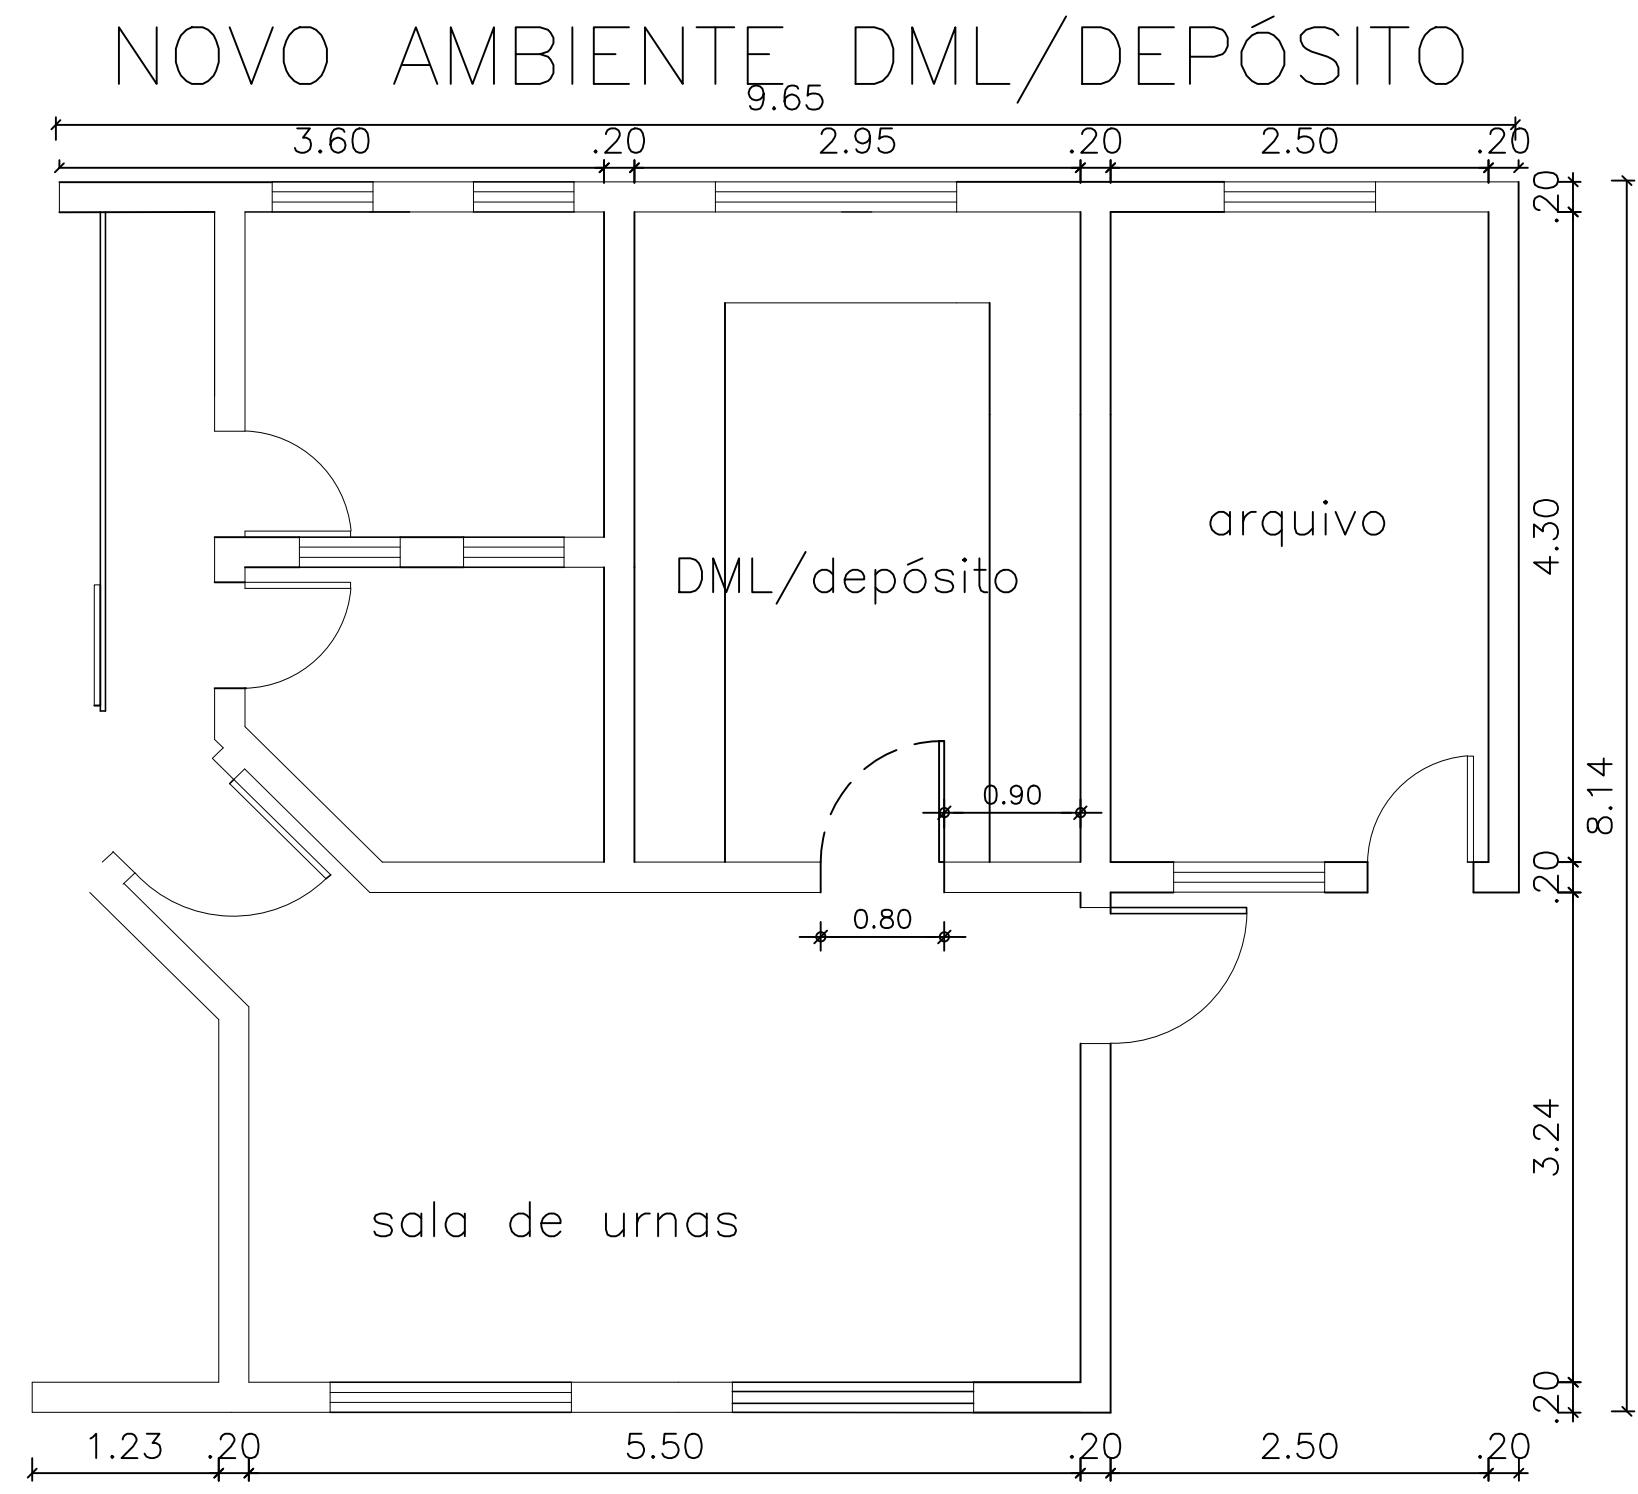 NOVO AMBIENTE DML/DEPÓSITO
9.65
3.60 .20 2.95 .20 2.50 .20
.20
4.30
arquivo
DML/depósito
8.14
0.90
.20
0.80
3.24
sala de urnas
.20
1.23 .20 5.50 .20 2.50 .20